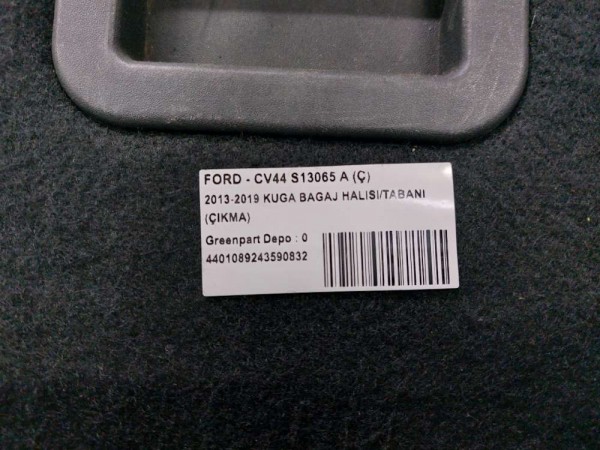 FORD - CV44 S13065 A (Ç)
2013-2019 KUGA BAGAJ HALISI/TABANI
(ÇIKMA)
Greenpart Depo : 0
4401089243590832